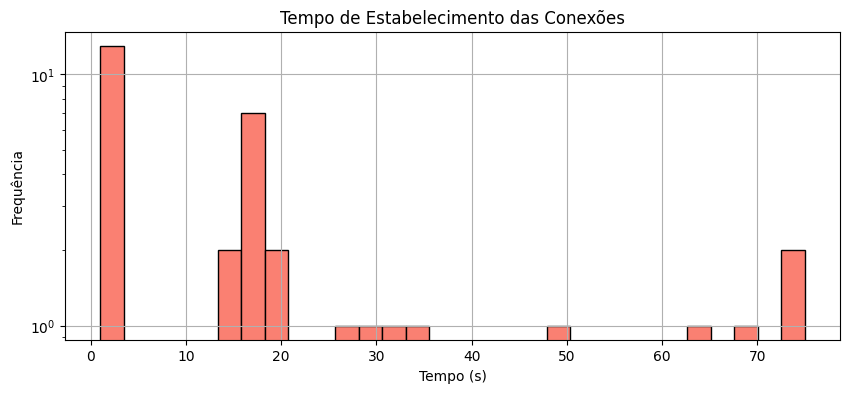 Tempo de Estabelecimento das Conexões
Frequência
10¹
10⁰
0 10 20 30 40 50 60 70
Tempo (s)